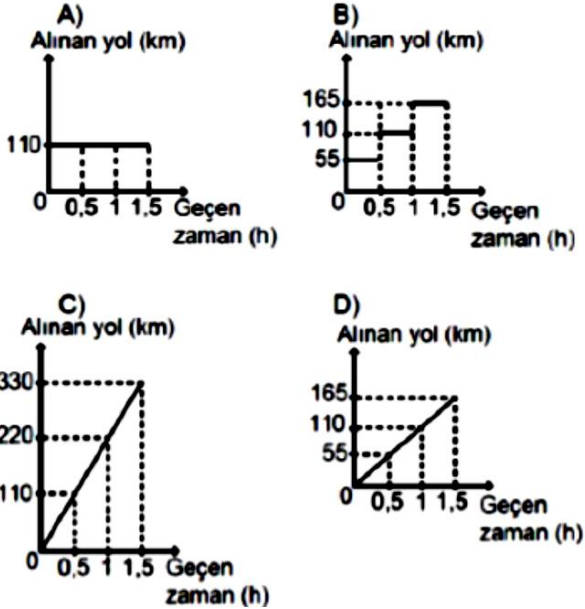 A)
Alınan yol (km)
110
0
0,5 1 1,5 Geçen
zaman (h)
B)
Alınan yol (km)
165
110
55
0
0,5 1 1,5 Geçen
zaman (h)
C)
Alınan yol (km)
330
220
110
0
0,5 1 1,5 Geçen
zaman (h)
D)
Alınan yol (km)
165
110
55
0
0,5 1 1,5 Geçen
zaman (h)